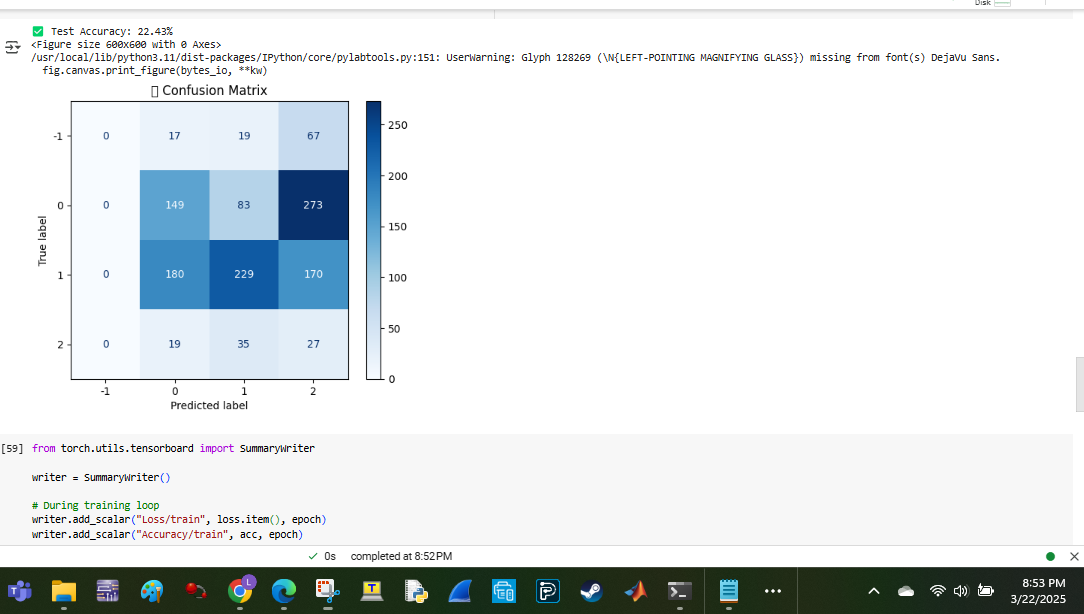 Disk
✅ Test Accuracy: 22.43%
<Figure size 600x600 with 0 Axes>
/usr/local/lib/python3.11/dist-packages/IPython/core/pylabtools.py:151: UserWarning: Glyph 128269 (\N{LEFT-POINTING MAGNIFYING GLASS}) missing from font(s) DejaVu Sans.
fig.canvas.print_figure(bytes_io, **kw)
▯ Confusion Matrix
-1 0 17 19 67
0 0 149 83 273
1 0 180 229 170
2 0 19 35 27
-1 0 1 2
True label
Predicted label
250
200
150
100
50
0
[59] from torch.utils.tensorboard import SummaryWriter
writer = SummaryWriter()
# During training loop
writer.add_scalar("Loss/train", loss.item(), epoch)
writer.add_scalar("Accuracy/train", acc, epoch)
✓ 0s completed at 8:52PM
8:53 PM
3/22/2025